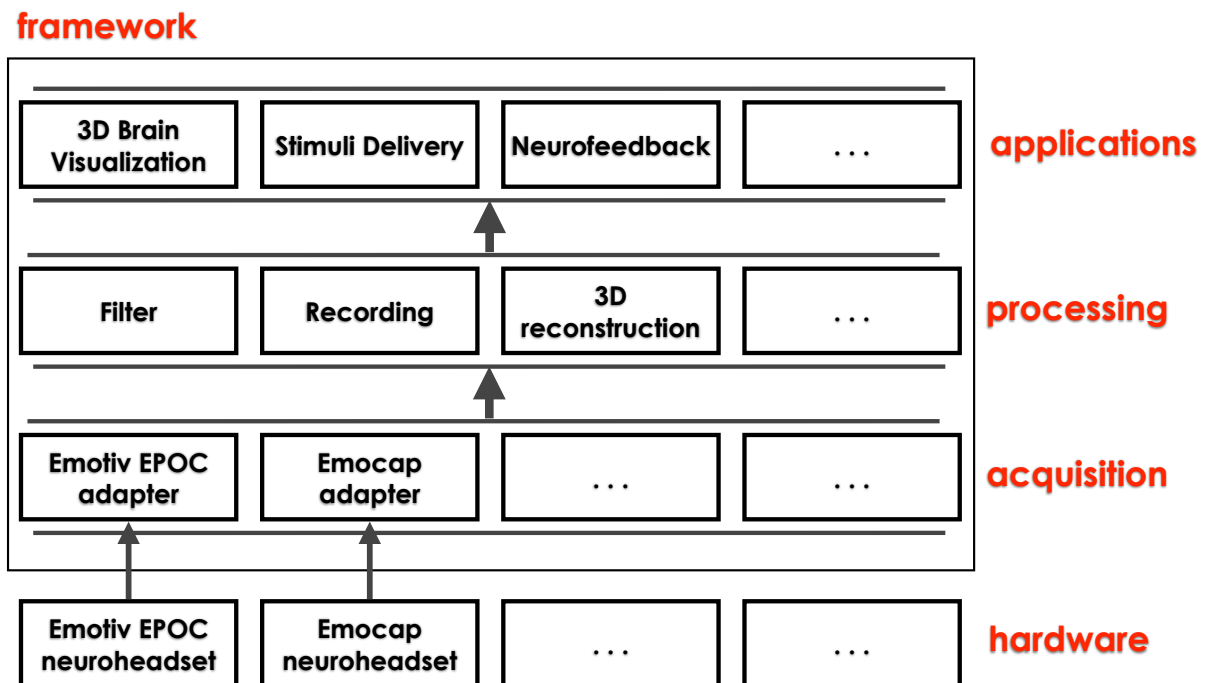 framework
3D Brain
Visualization
Stimuli Delivery
Neurofeedback
...
applications
Filter
Recording
3D
reconstruction
...
processing
Emotiv EPOC
adapter
Emocap
adapter
...
...
acquisition
Emotiv EPOC
neuroheadset
Emocap
neuroheadset
...
...
hardware